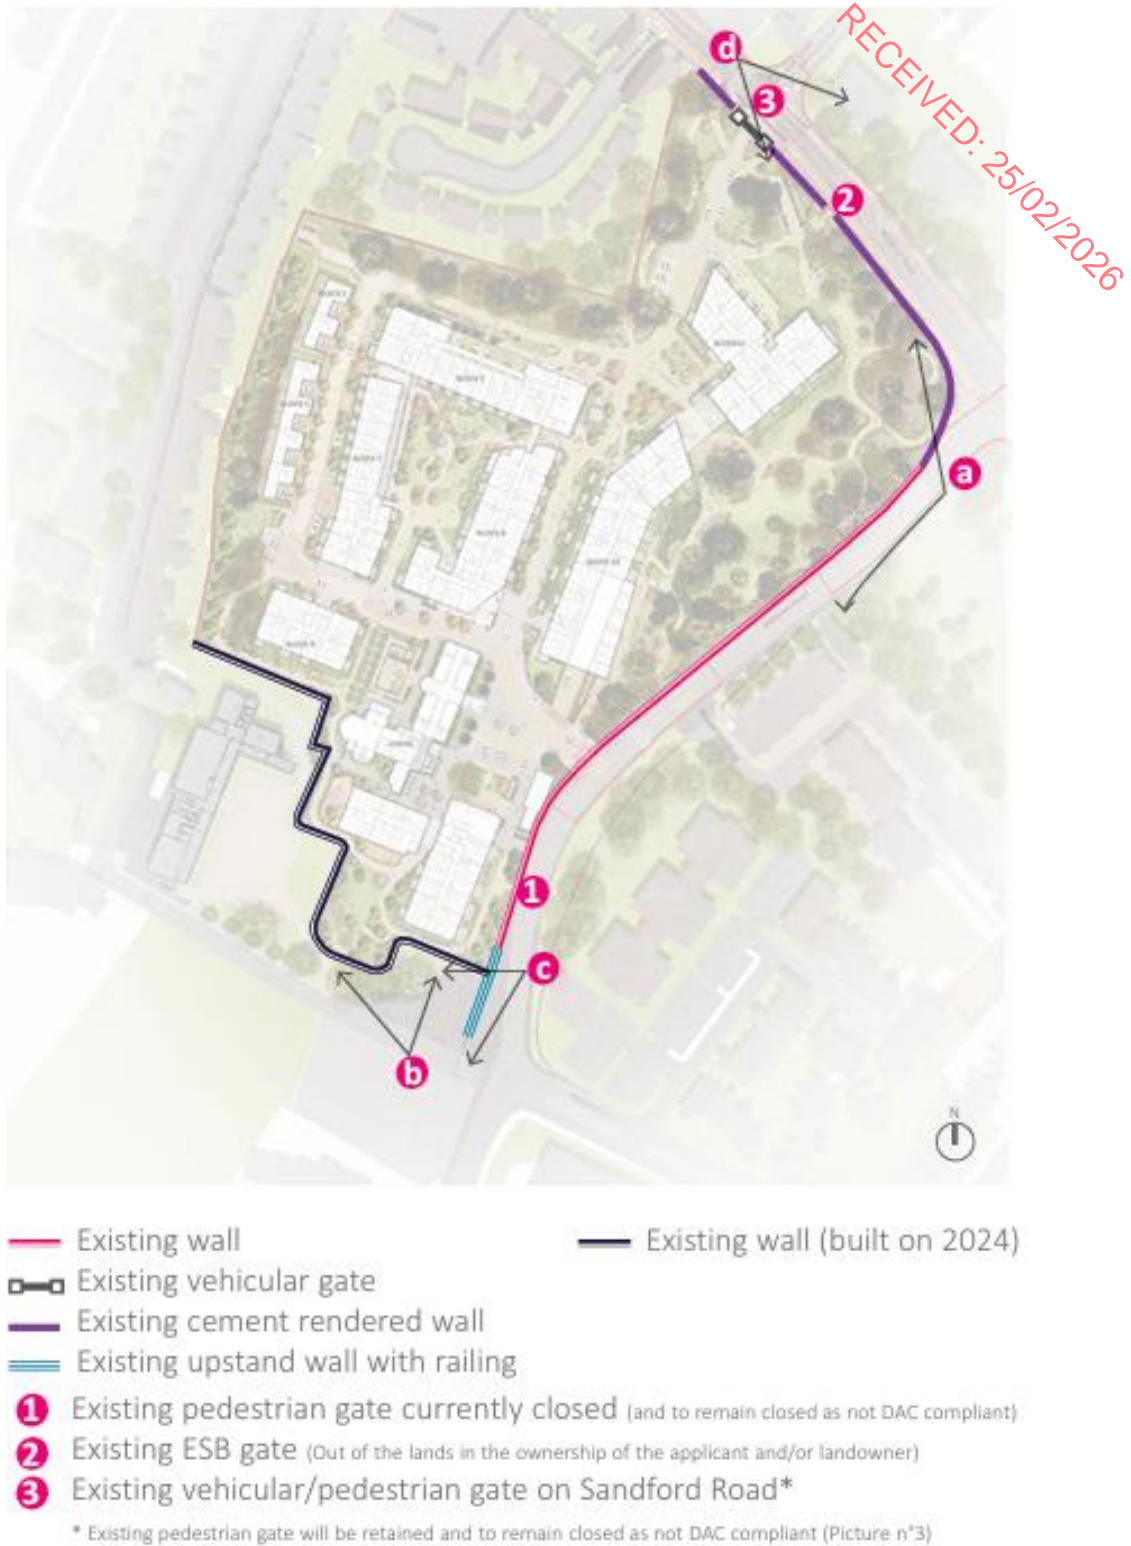 RECEIVED: 25/02/2026
d
3
2
a
1
c
b
N
Existing wall
Existing wall (built on 2024)
Existing vehicular gate
Existing cement rendered wall
Existing upstand wall with railing
1 Existing pedestrian gate currently closed (and to remain closed as not DAC compliant)
2 Existing ESB gate (Out of the lands in the ownership of the applicant and/or landowner)
3 Existing vehicular/pedestrian gate on Sandford Road*
* Existing pedestrian gate will be retained and to remain closed as not DAC compliant (Picture n°3)